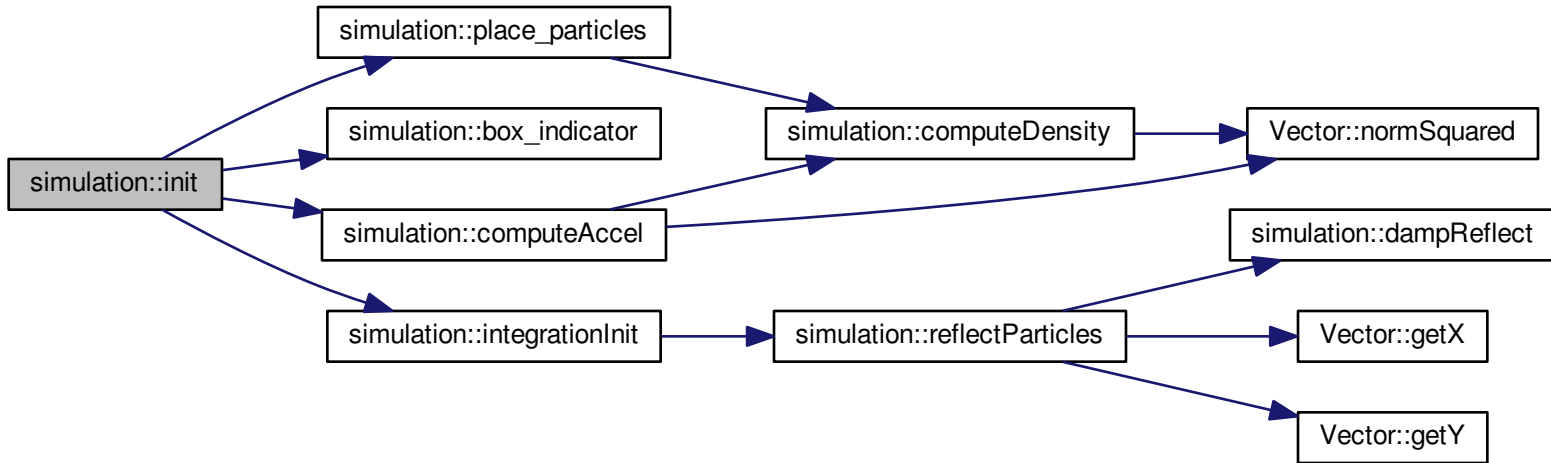 simulation::init
simulation::place_particles
simulation::box_indicator
simulation::computeAccel
simulation::integrationInit
simulation::computeDensity
simulation::reflectParticles
Vector::normSquared
simulation::dampReflect
Vector::getX
Vector::getY